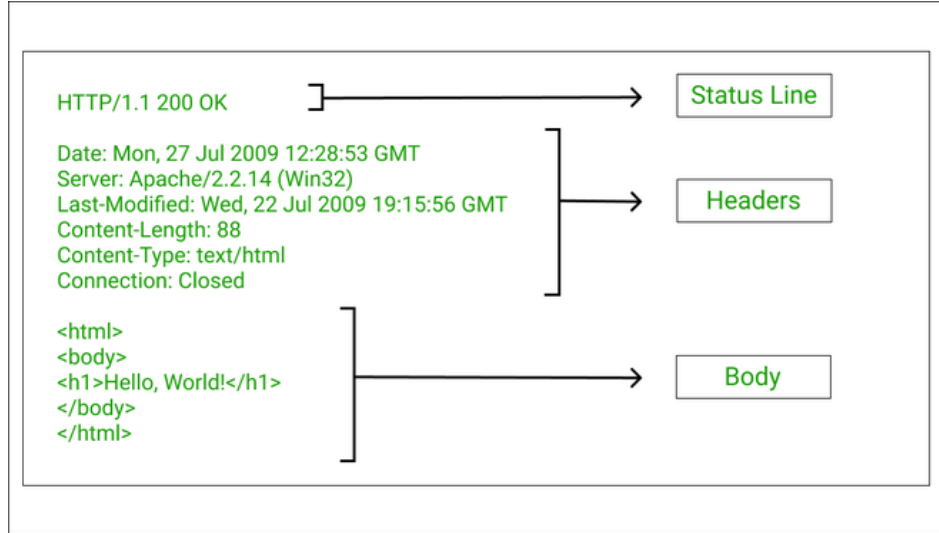 HTTP/1.1 200 OK
Status Line
Date: Mon, 27 Jul 2009 12:28:53 GMT
Server: Apache/2.2.14 (Win32)
Last-Modified: Wed, 22 Jul 2009 19:15:56 GMT
Content-Length: 88
Content-Type: text/html
Connection: Closed
Headers
<html>
<body>
<h1>Hello, World!</h1>
</body>
</html>
Body